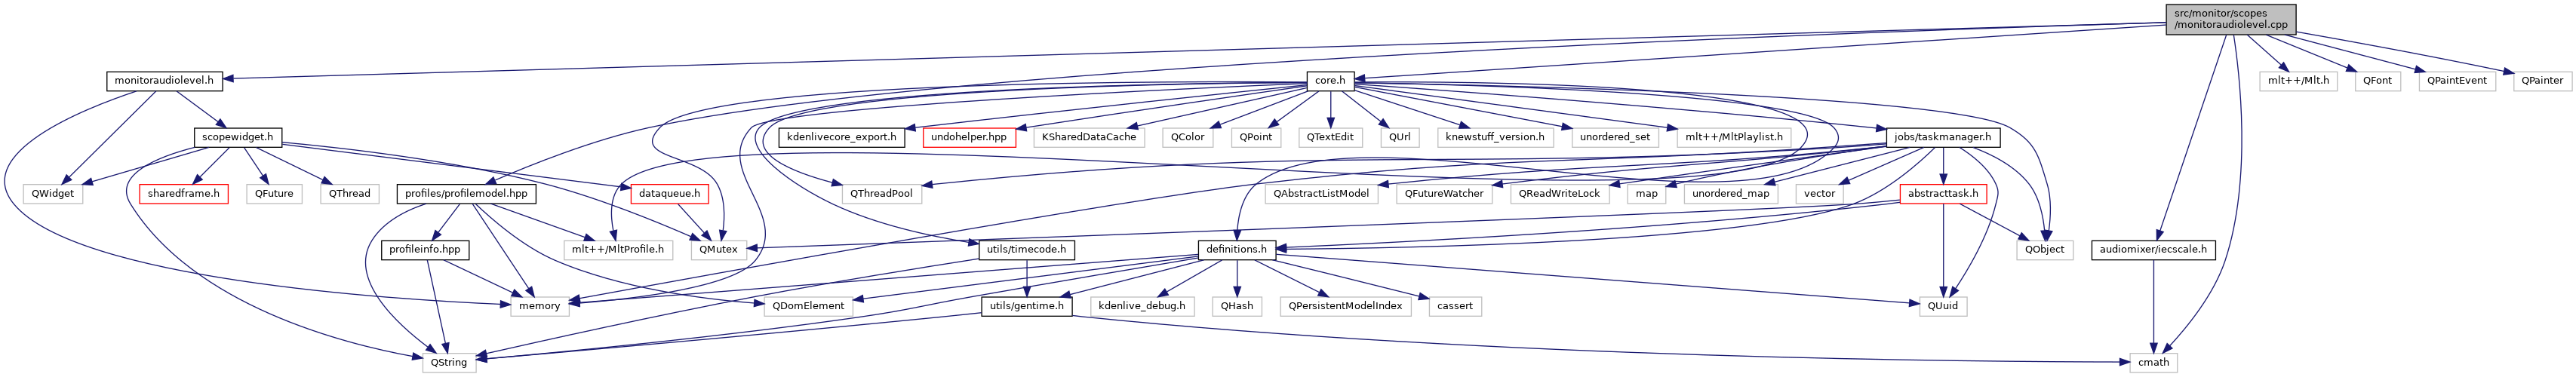 src/monitor/scopes
/monitoraudiolevel.cpp
monitoraudiolevel.h
core.h
mlt++/Mlt.h
QFont
QPaintEvent
QPainter
scopewidget.h
kdenlivecore_export.h
undohelper.hpp
KSharedDataCache
QColor
QPoint
QTextEdit
QUrl
knewstuff_version.h
unordered_set
mlt++/MltPlaylist.h
jobs/taskmanager.h
QWidget
sharedframe.h
QFuture
QThread
profiles/profilemodel.hpp
dataqueue.h
QThreadPool
QAbstractListModel
QFutureWatcher
QReadWriteLock
map
unordered_map
vector
abstracttask.h
profileinfo.hpp
mlt++/MltProfile.h
QMutex
utils/timecode.h
definitions.h
QObject
audiomixer/iecscale.h
memory
QDomElement
utils/gentime.h
kdenlive_debug.h
QHash
QPersistentModelIndex
cassert
QUuid
QString
cmath